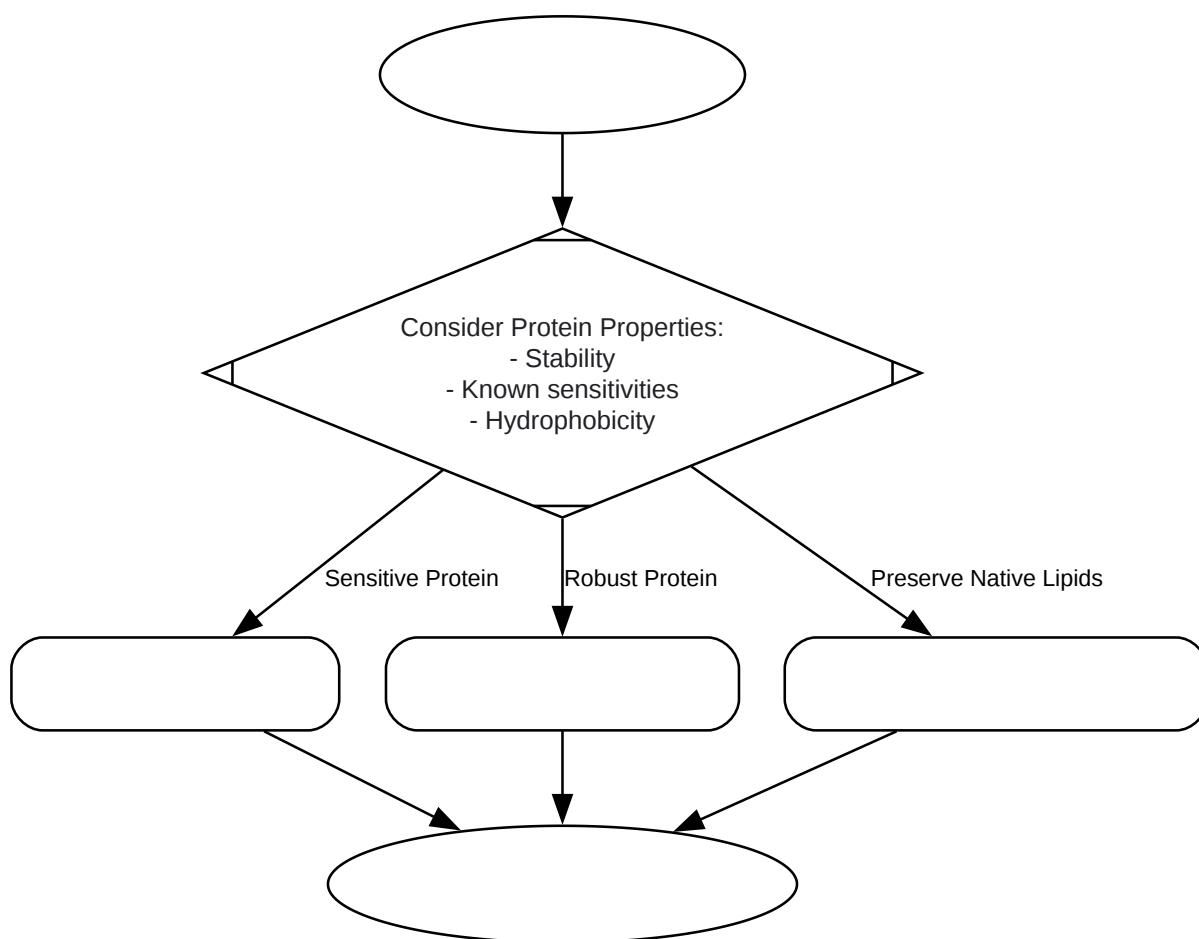 Consider Protein Properties:
- Stability
- Known sensitivities
- Hydrophobicity
Sensitive Protein
Robust Protein
Preserve Native Lipids